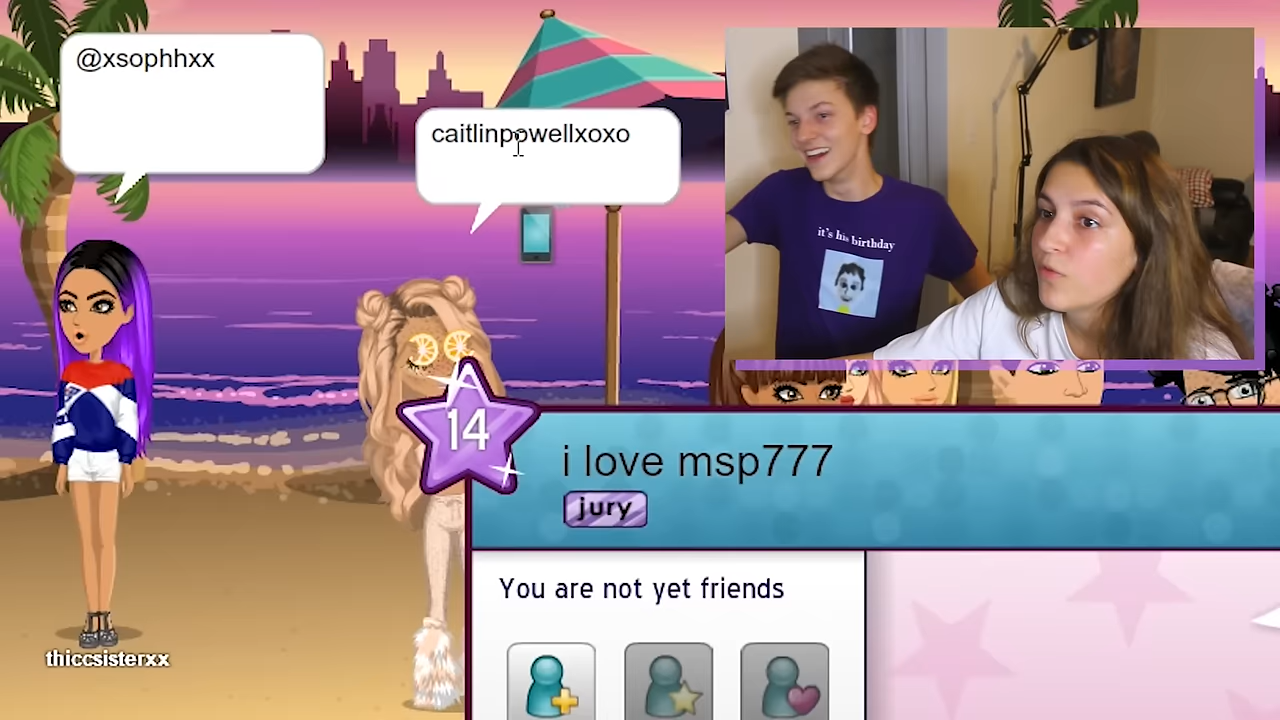 @xsophhxx
caitlinpowellxoxo
it's his birthday
14
i love msp777
jury
You are not yet friends
thiccsisterxx